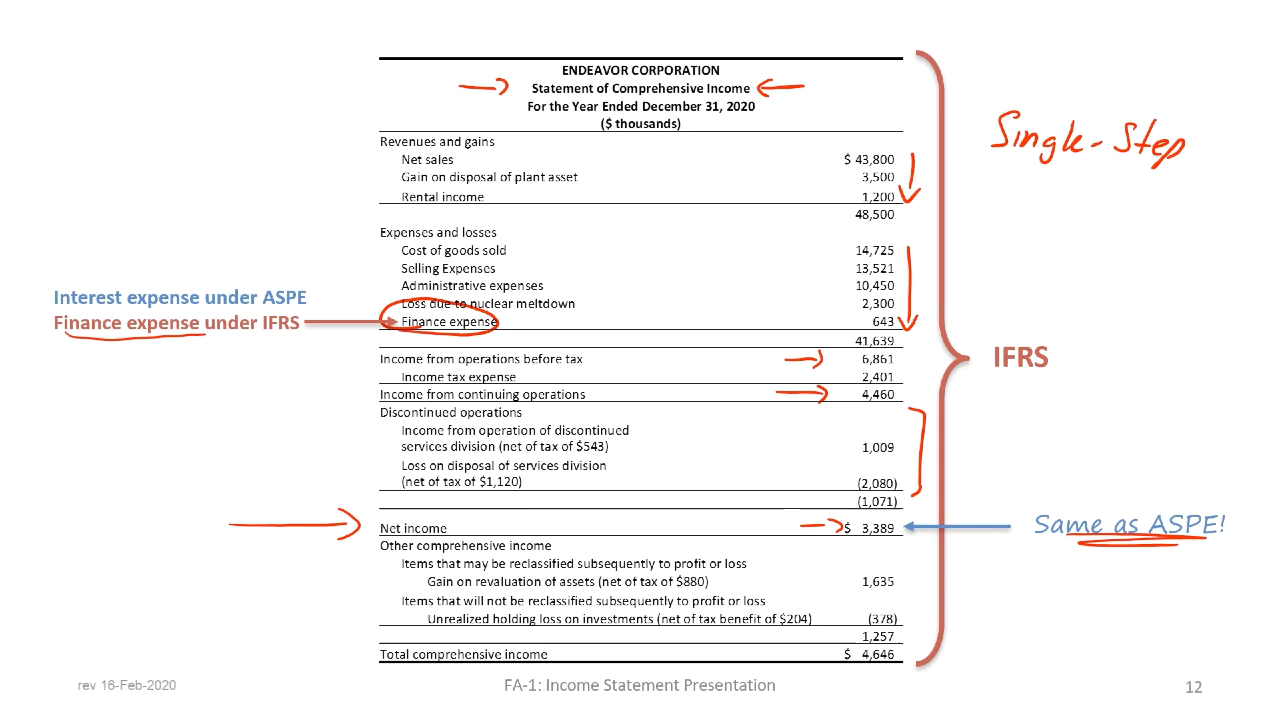 ENDEAVOR CORPORATION
Statement of Comprehensive Income
For the Year Ended December 31, 2020
($ thousands)
Revenues and gains
Net sales $ 43,800
Gain on disposal of plant asset 3,500
Rental income 1,200
48,500
Expenses and losses
Cost of goods sold 14,725
Selling Expenses 13,521
Administrative expenses 10,450
Loss due to nuclear meltdown 2,300
Finance expense 643
41,639
Income from operations before tax 6,861
Income tax expense 2,401
Income from continuing operations 4,460
Discontinued operations
Income from operation of discontinued
services division (net of tax of $543) 1,009
Loss on disposal of services division
(net of tax of $1,120) (2,080)
(1,071)
Net income $ 3,389
Other comprehensive income
Items that may be reclassified subsequently to profit or loss
Gain on revaluation of assets (net of tax of $880) 1,635
Items that will not be reclassified subsequently to profit or loss
Unrealized holding loss on investments (net of tax benefit of $204) (378)
1,257
Total comprehensive income $ 4,646
Interest expense under ASPE
Finance expense under IFRS
Single-Step
IFRS
Same as ASPE!
rev 16-Feb-2020
FA-1: Income Statement Presentation
12